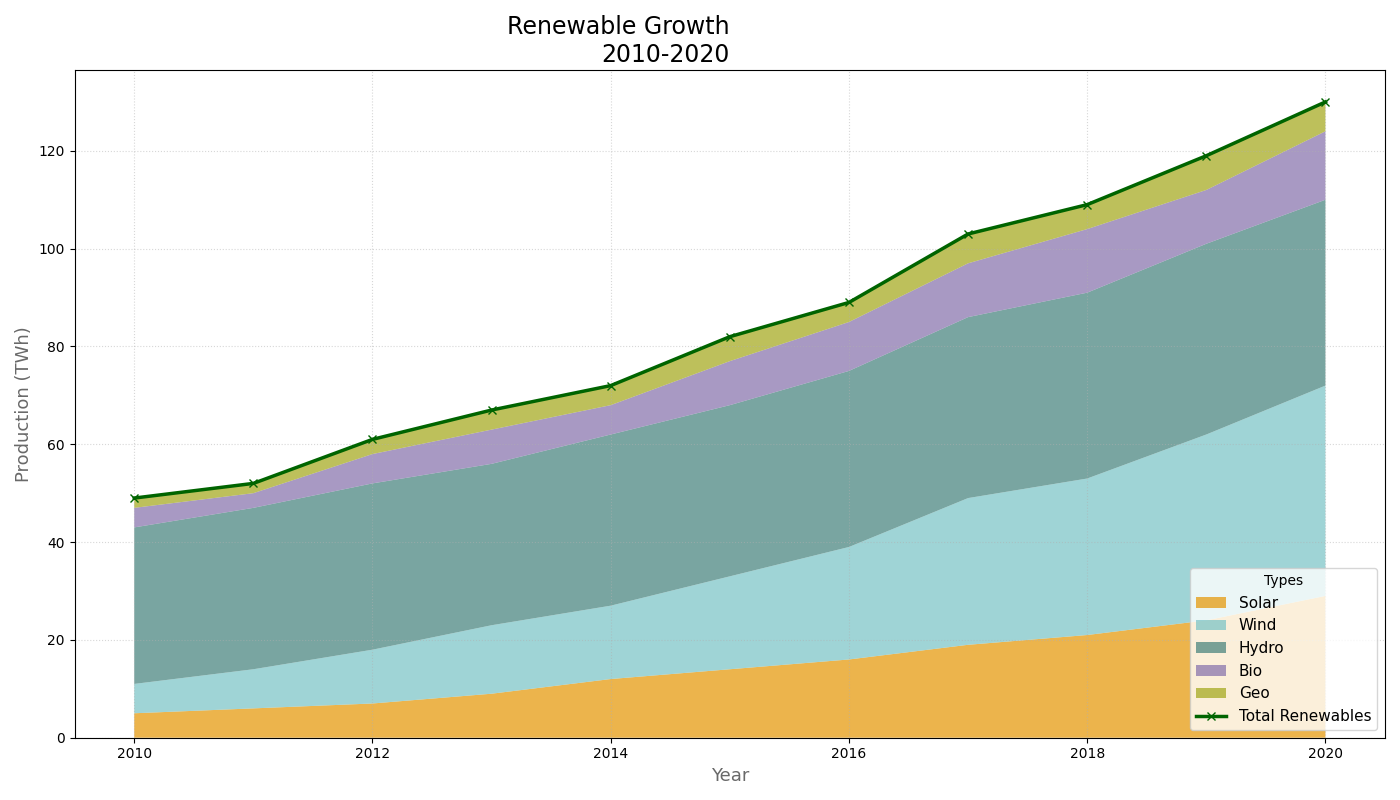 Renewable Growth
2010-2020
Production (TWh)
120
100
80
60
40
20
0
2010
2012
2014
2016
2018
2020
Year
Types
Solar
Wind
Hydro
Bio
Geo
Total Renewables